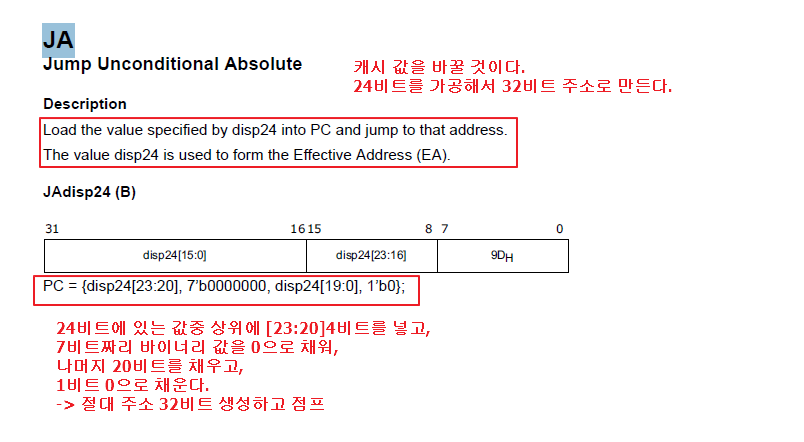 JA
Jump Unconditional Absolute
캐시 값을 바꿀 것이다.
24비트를 가공해서 32비트 주소로 만든다.
Description
Load the value specified by disp24 into PC and jump to that address.
The value disp24 is used to form the Effective Address (EA).
JAdisp24 (B)
31 16 15 8 7 0
disp24[15:0] disp24[23:16] 9DH
PC = {disp24[23:20], 7’b0000000, disp24[19:0], 1’b0};
24비트에 있는 값중 상위에 [23:20]4비트를 넣고,
7비트짜리 바이너리 값을 0으로 채워,
나머지 20비트를 채우고,
1비트 0으로 채운다.
-> 절대 주소 32비트 생성하고 점프